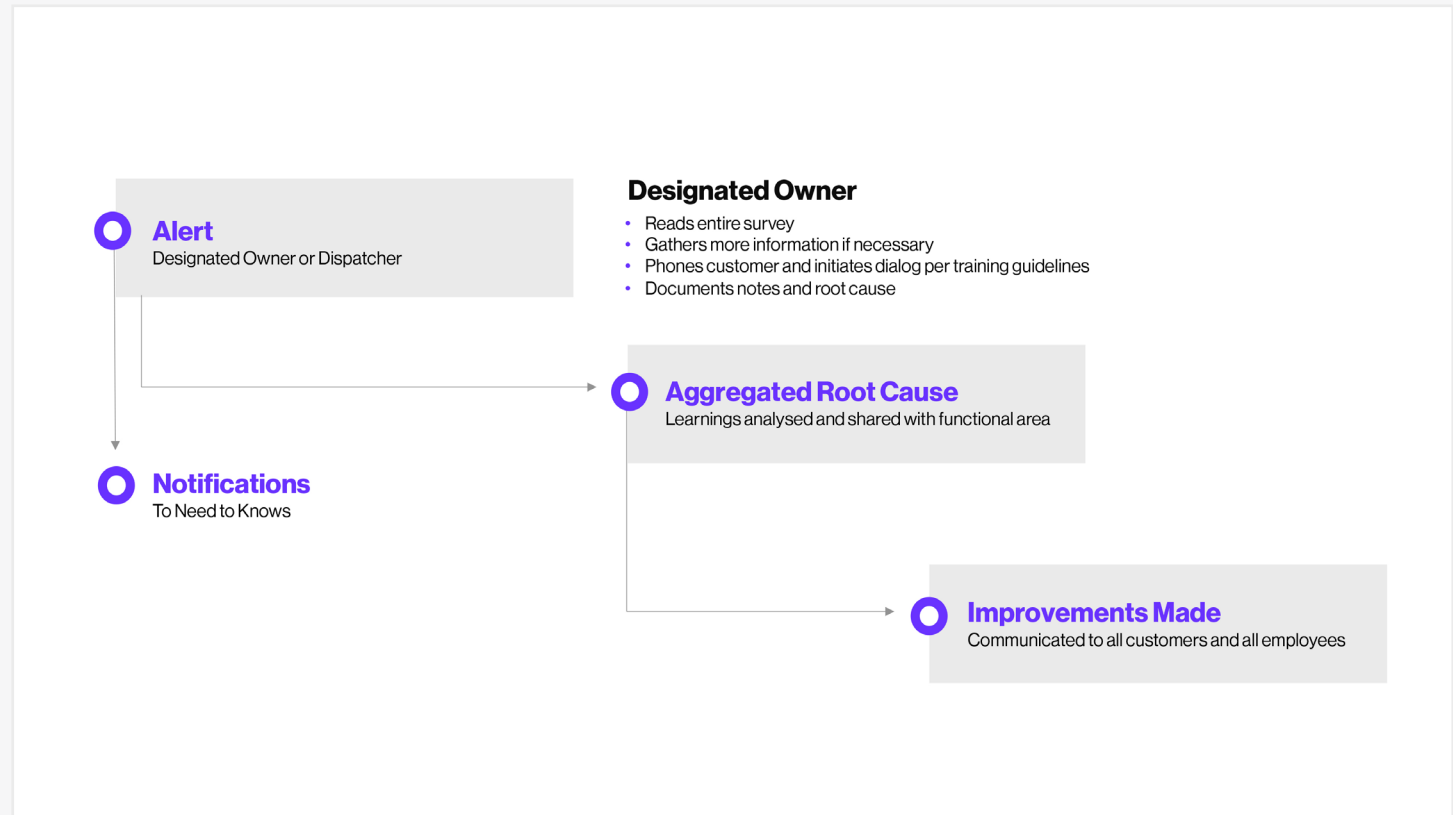 Alert
Designated Owner or Dispatcher
Designated Owner
• Reads entire survey
• Gathers more information if necessary
• Phones customer and initiates dialog per training guidelines
• Documents notes and root cause
Aggregated Root Cause
Learnings analysed and shared with functional area
Notifications
To Need to Knows
Improvements Made
Communicated to all customers and all employees